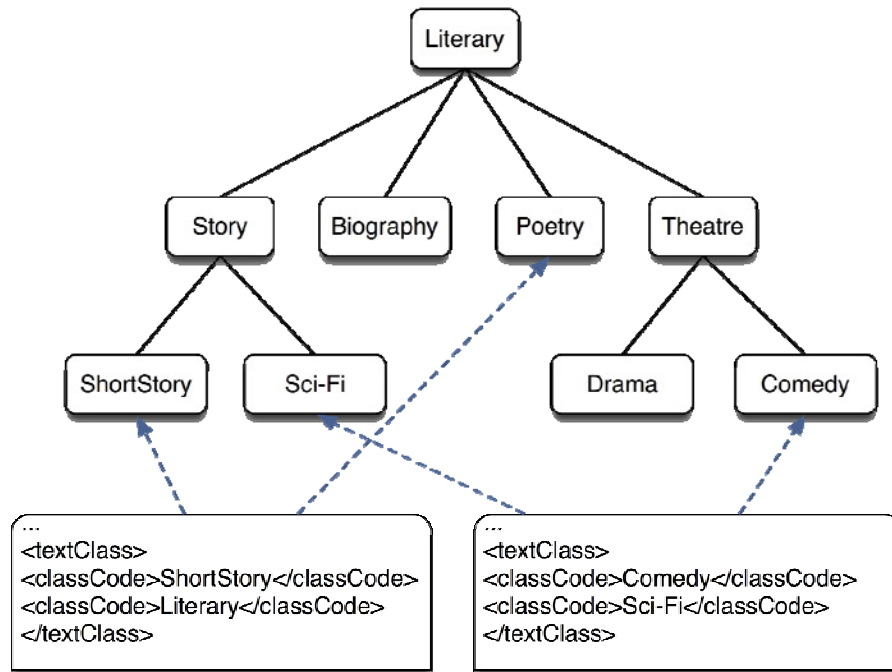 Literary
Story
Biography
Poetry
Theatre
ShortStory
Sci-Fi
Drama
Comedy
...
<textClass>
<classCode>ShortStory</classCode>
<classCode>Literary</classCode>
</textClass>
...
<textClass>
<classCode>Comedy</classCode>
<classCode>Sci-Fi</classCode>
</textClass>